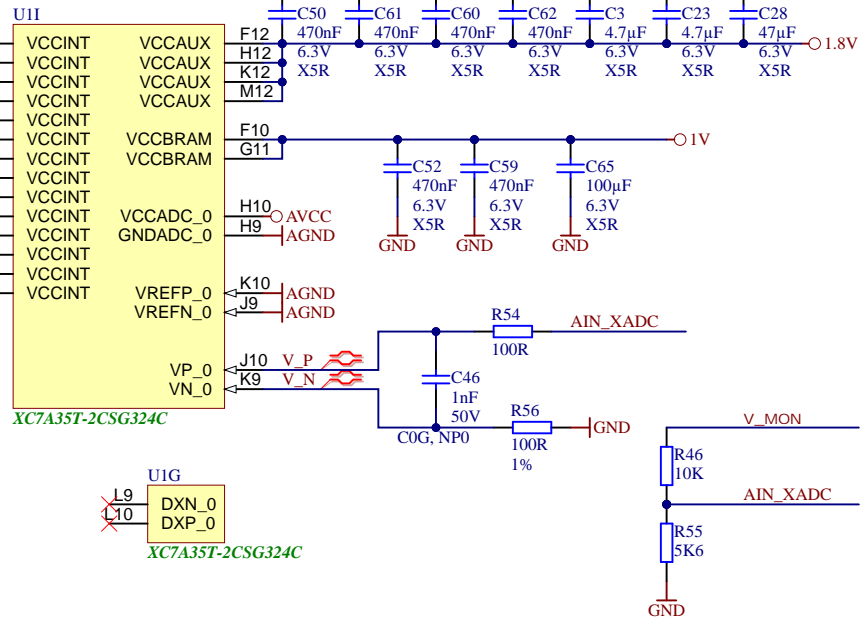 U1I
C50
470nF
6.3V
X5R
C61
470nF
6.3V
X5R
C60
470nF
6.3V
X5R
C62
470nF
6.3V
X5R
C3
4.7µF
6.3V
X5R
C23
4.7µF
6.3V
X5R
C28
47µF
6.3V
X5R
1.8V
VCCINT VCCAUX F12
VCCINT VCCAUX H12
VCCINT VCCAUX K12
VCCINT VCCAUX M12
VCCINT
VCCINT VCCBRAM F10
VCCINT VCCBRAM G11
VCCINT
VCCINT
VCCINT VCCADC_0 H10 AVCC
VCCINT GNDADC_0 H9 AGND
VCCINT
VCCINT
VCCINT VREFP_0 K10 AGND
VREFN_0 J9 AGND
VP_0 J10 V_P
VN_0 K9 V_N
XC7A35T-2CSG324C
1V
C52
470nF
6.3V
X5R
GND
C59
470nF
6.3V
X5R
GND
C65
100µF
6.3V
X5R
GND
R54
100R
AIN_XADC
C46
1nF
50V
C0G, NP0
R56
100R
1%
GND
V_MON
R46
10K
AIN_XADC
R55
5K6
GND
U1G
L9 DXN_0
L10 DXP_0
XC7A35T-2CSG324C